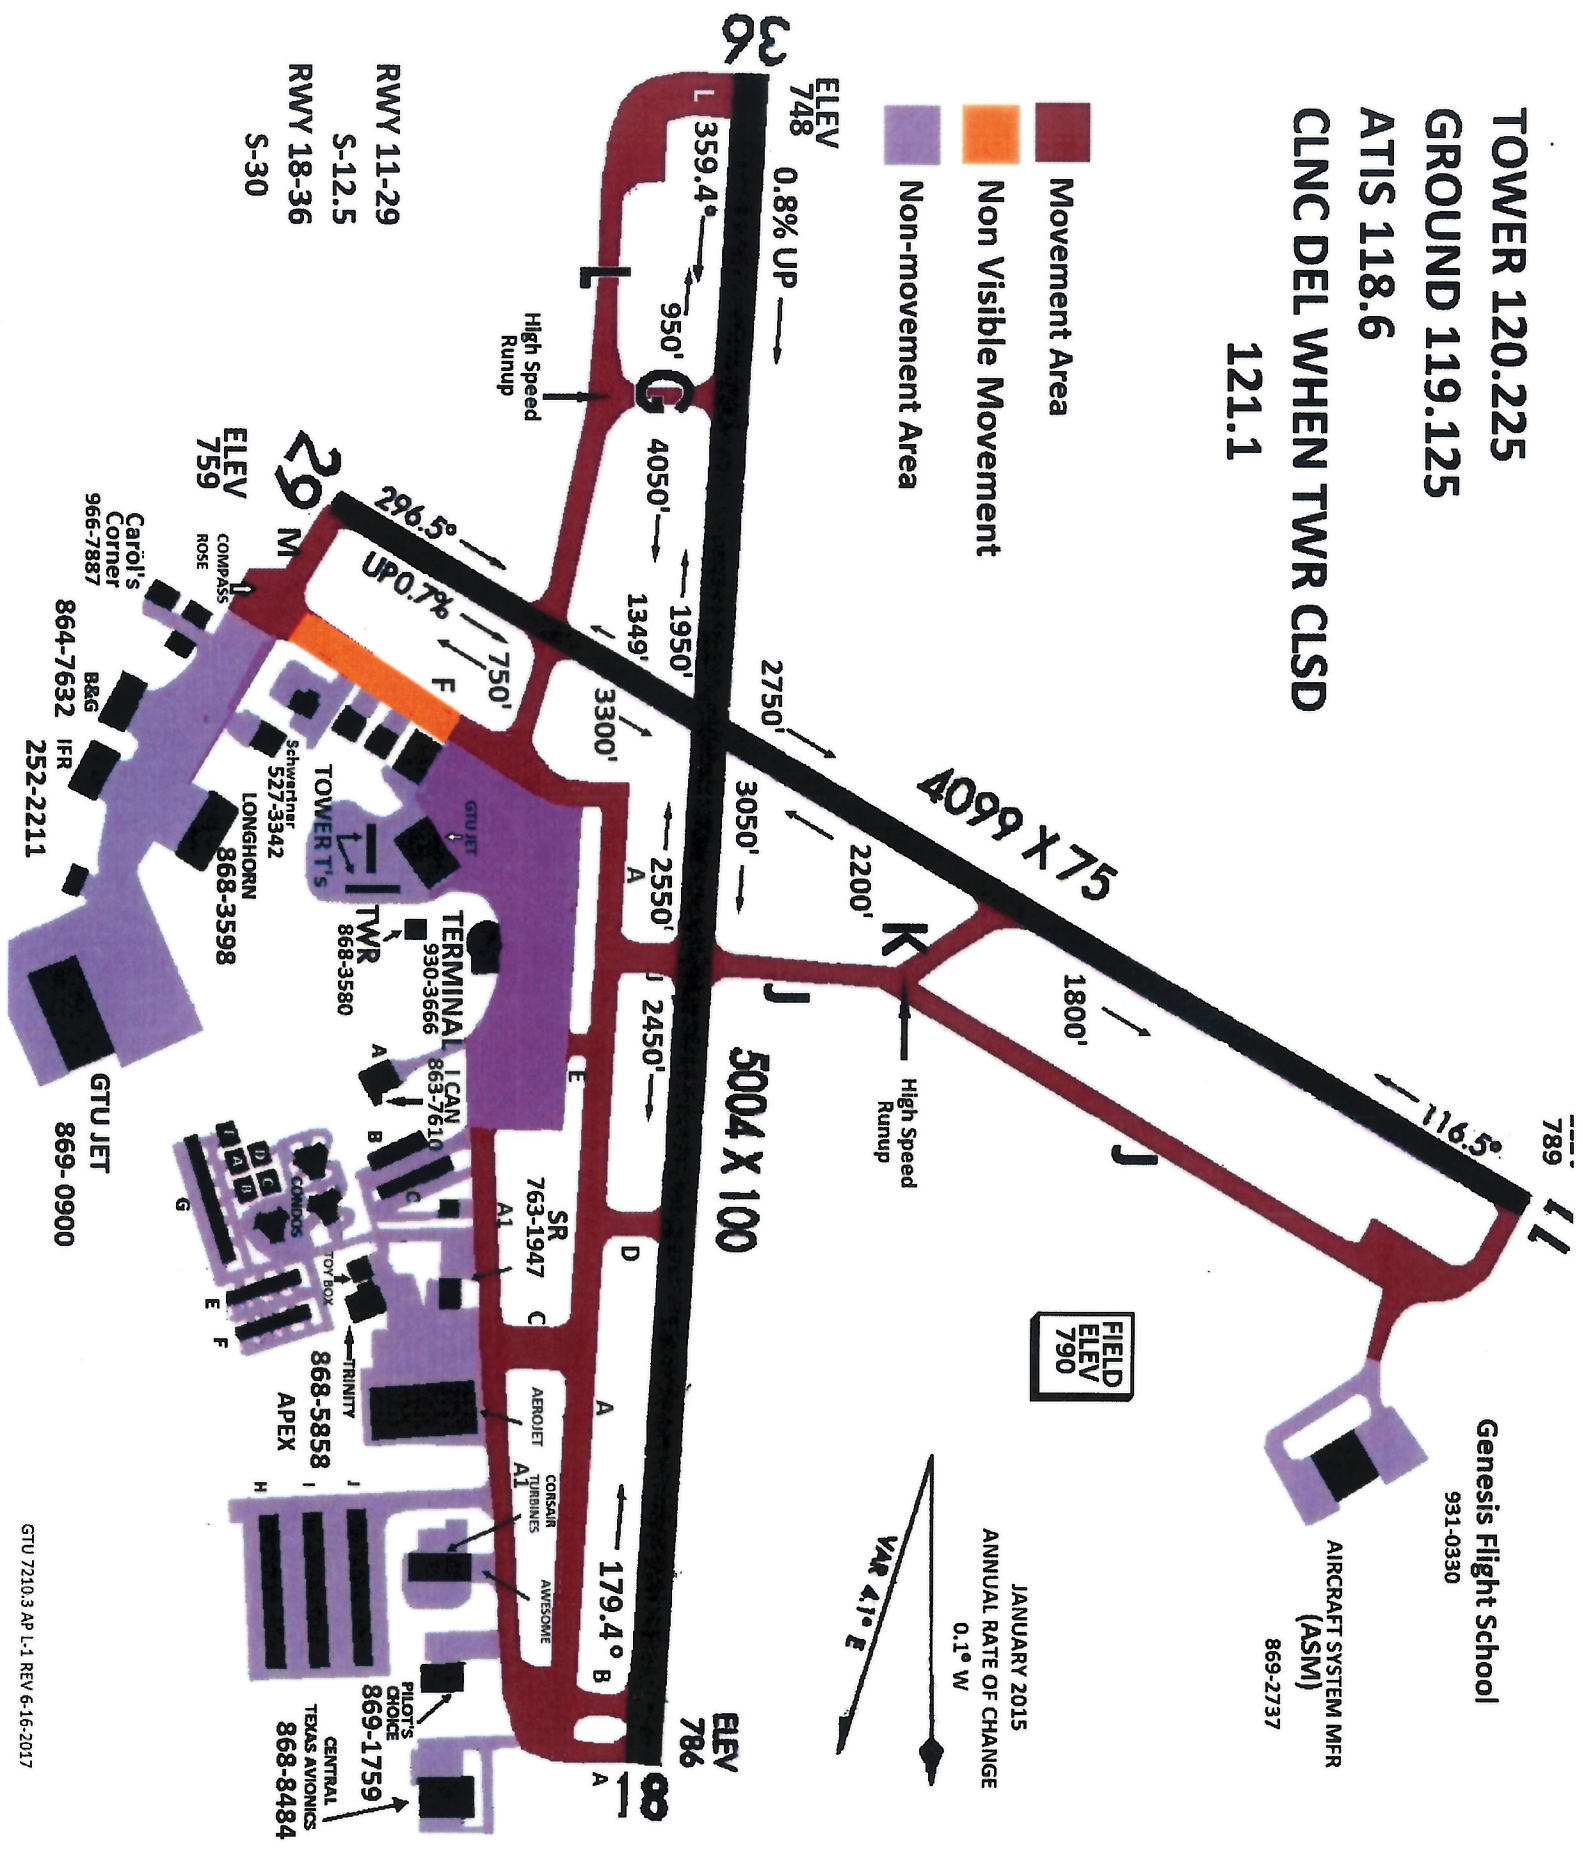 TOWER 120.225
GROUND 119.125
ATIS 118.6
CLNC DEL WHEN TWR CLSD
121.1
Movement Area
Non Visible Movement
Non-movement Area
36
ELEV
748
0.8% UP
L
359.4°
950'
G
L
High Speed
Runup
RWY 11-29
S-12.5
RWY 18-36
S-30
4050'
1950'
1349'
3300'
2750'
3050'
2200'
2550'
A
J
2450'
4099 X 75
5004 X 100
K
J
1800'
High Speed
Runup
J
116.5°
789
11
FIELD
ELEV
790
Genesis Flight School
931-0330
AIRCRAFT SYSTEM MFR
(ASM)
869-2737
JANUARY 2015
ANNUAL RATE OF CHANGE
0.1° W
VAR 4.1° E
29
ELEV
759
296.5°
UP0.7%
750'
F
M
COMPASS
ROSE
Carol's
Corner
966-7887
B&G
864-7632
IFR
252-2211
Schwertner
527-3342
LONGHORN
868-3598
TOWER T's
GTU JET
TWR
868-3580
TERMINAL
930-3666
GTU JET
869-0900
I CAN
863-7610
A
B
C
E
A1
SR
763-1947
D
C
CONDOS
D
C
A
B
G
E
F
TOY BOX
TRINITY
868-5858
APEX
AEROJET
A
A1
CORSAIR
TURBINES
AWESOME
H
I
J
179.4°
B
PILOT'S
CHOICE
869-1759
CENTRAL
TEXAS AVIONICS
868-8484
ELEV
786
A
18
GTU 7210.3 AP L-1 REV 6-16-2017